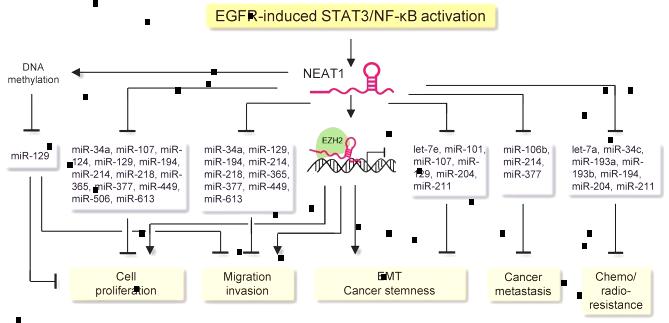 EGFR-induced STAT3/NF-κB activation
DNA
methylation
NEAT1
EZH2
miR-129
miR-34a, miR-107, miR-
124, miR-129, miR-194,
miR-214, miR-218, miR-
365, miR-377, miR-449,
miR-506, miR-613
miR-34a, miR-129,
miR-194, miR-214,
miR-218, miR-365,
miR-377, miR-449,
miR-613
let-7e, miR-101,
miR-107, miR-
129, miR-204,
miR-211
miR-106b,
miR-214,
miR-377
let-7a, miR-34c,
miR-193a, miR-
193b, miR-194,
miR-204, miR-211
Cell
proliferation
Migration
invasion
EMT
Cancer stemness
Cancer
metastasis
Chemo/
radio-
resistance